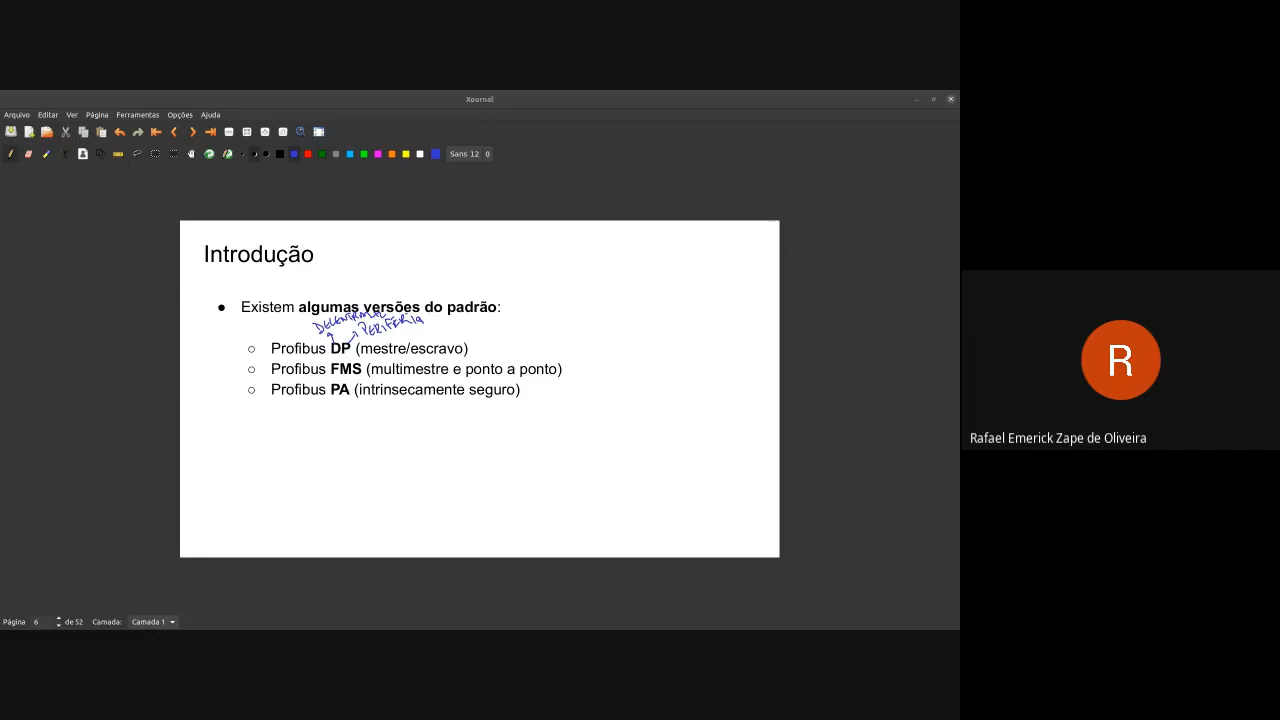 Xournal
Arquivo Editar Ver Página Ferramentas Opções Ajuda
Sans 12
Introdução
● Existem algumas versões do padrão:
PERIFERIA
○ Profibus DP (mestre/escravo)
○ Profibus FMS (multimestre e ponto a ponto)
○ Profibus PA (intrinsecamente seguro)
R
Rafael Emerick Zape de Oliveira
Página 6 de 52 Camada: Camada 1